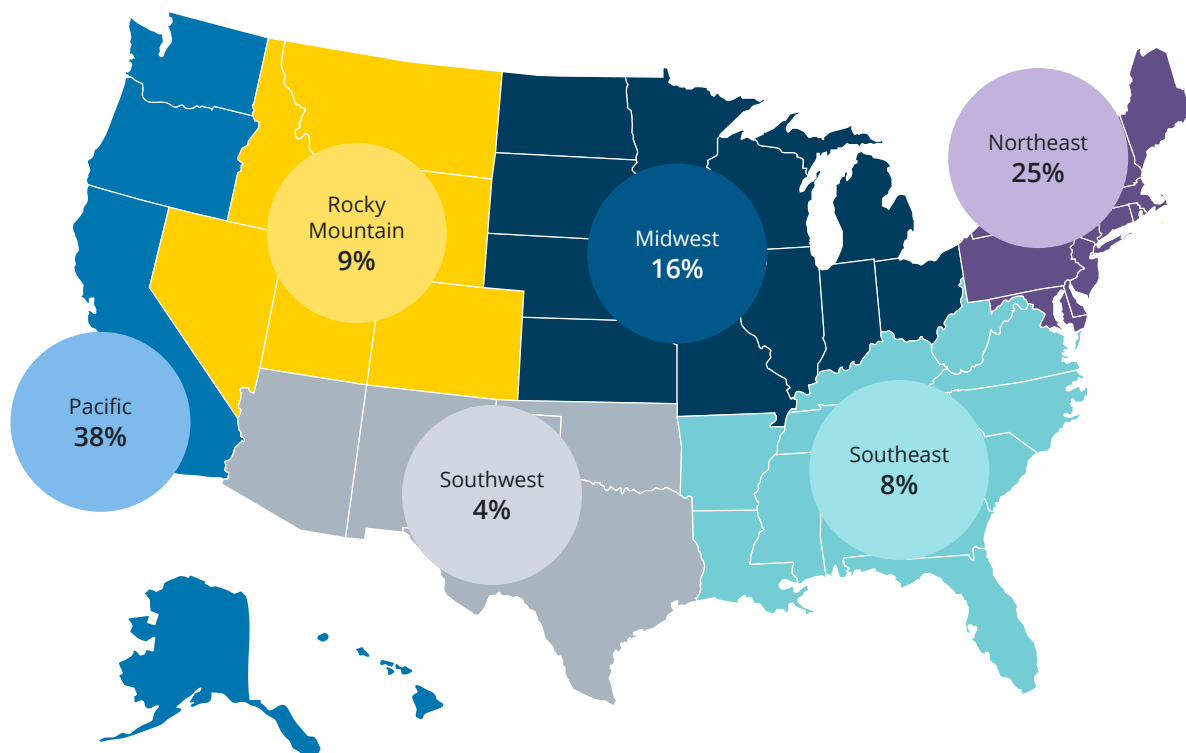 Northeast
25%
Rocky
Mountain
9%
Midwest
16%
Pacific
38%
Southwest
4%
Southeast
8%